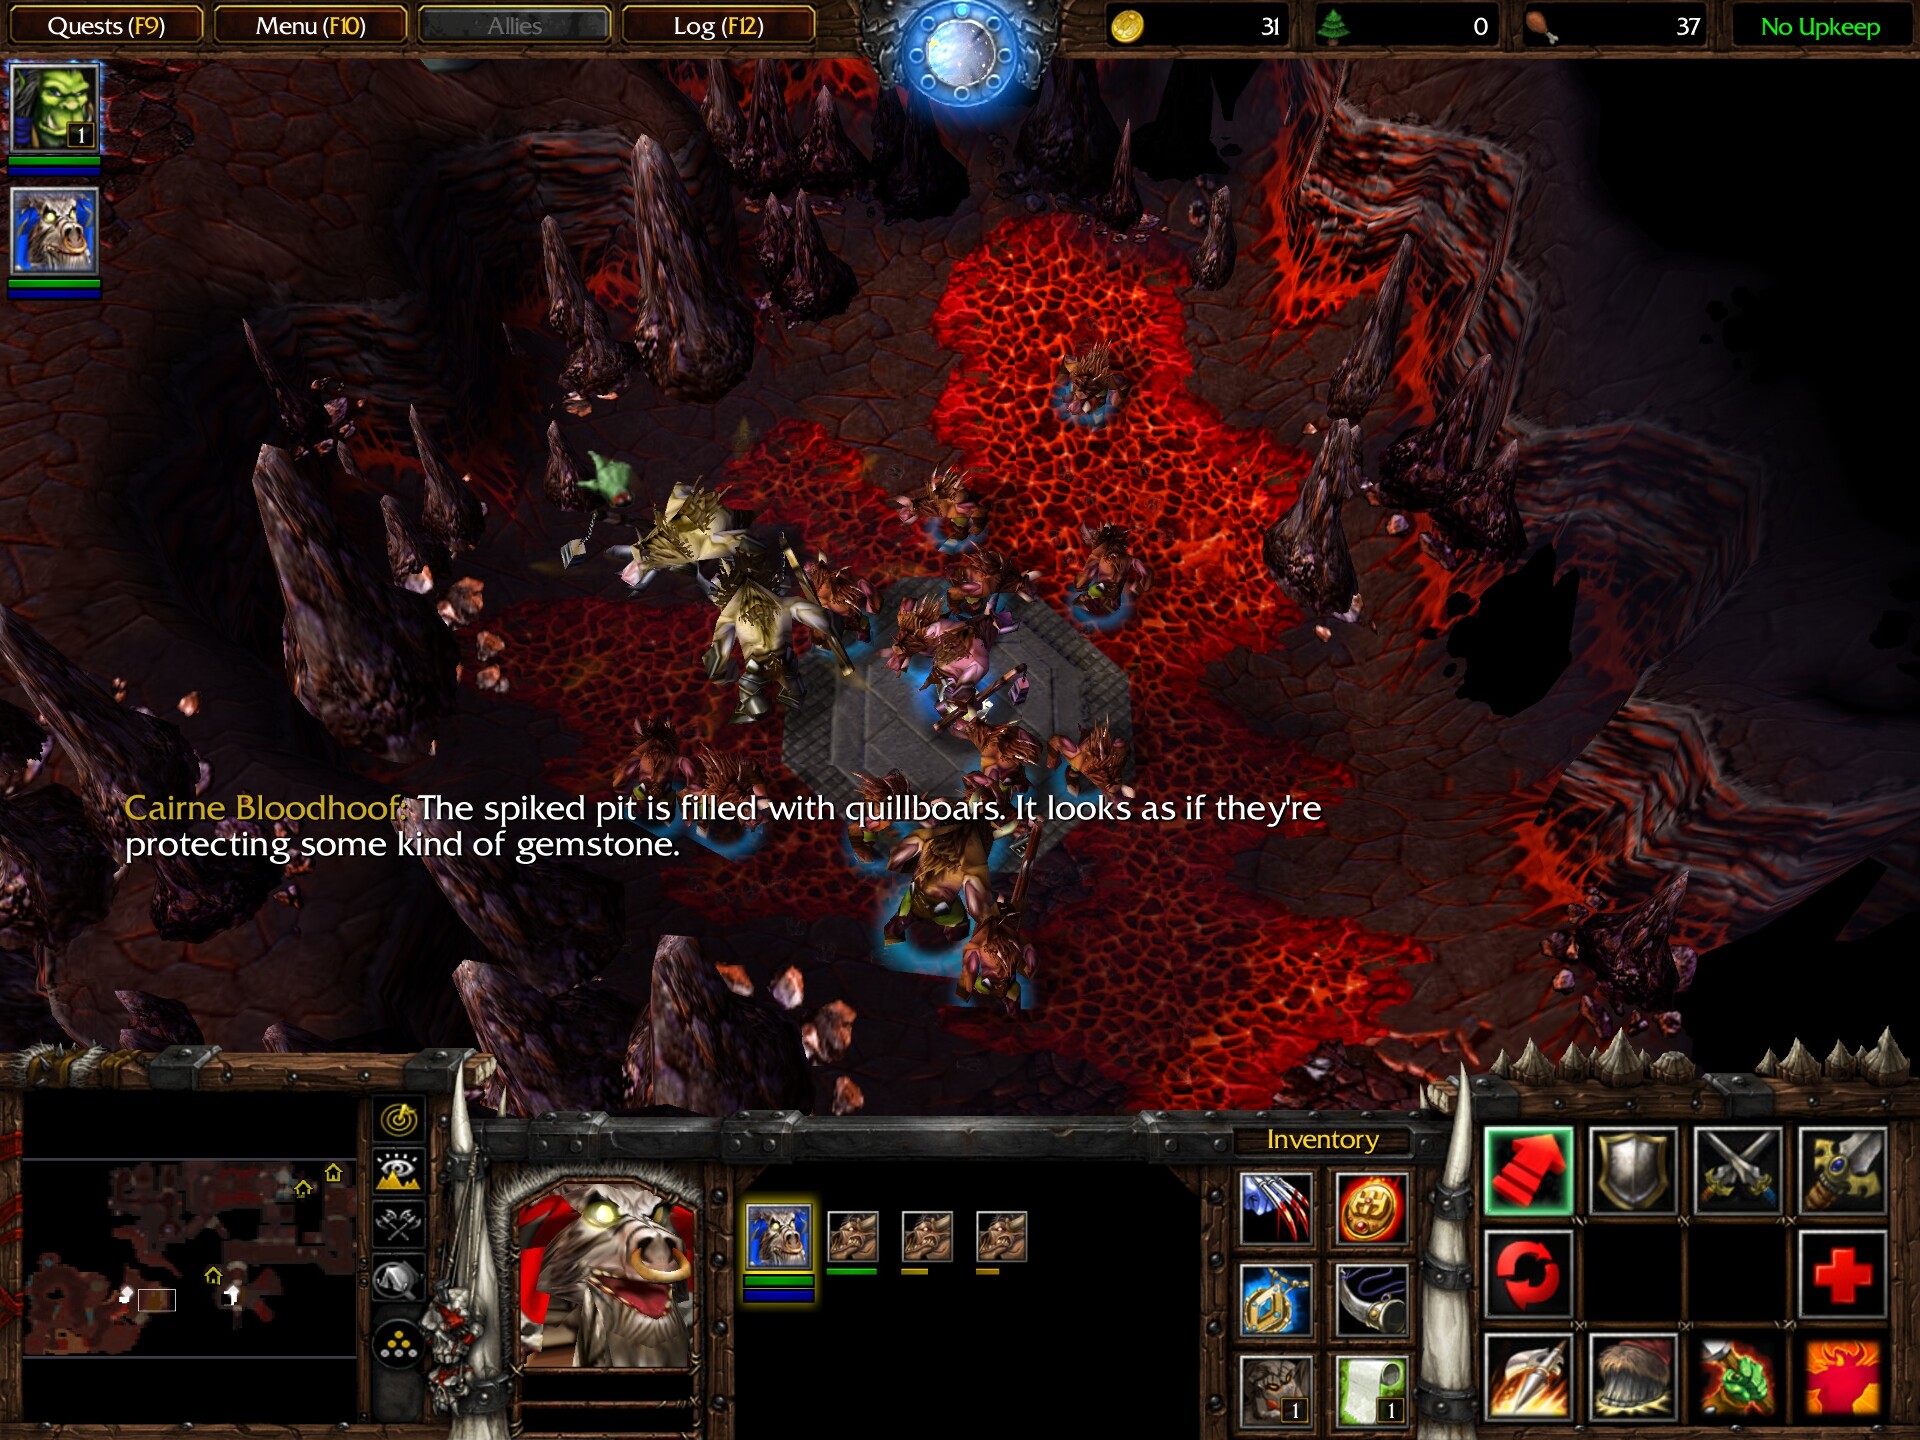 Quests (F9) Menu (F10) Allies Log (F12) 31 0 37 No Upkeep
1
Cairne Bloodhoof: The spiked pit is filled with quillboars. It looks as if they're
protecting some kind of gemstone.
Inventory
1 1